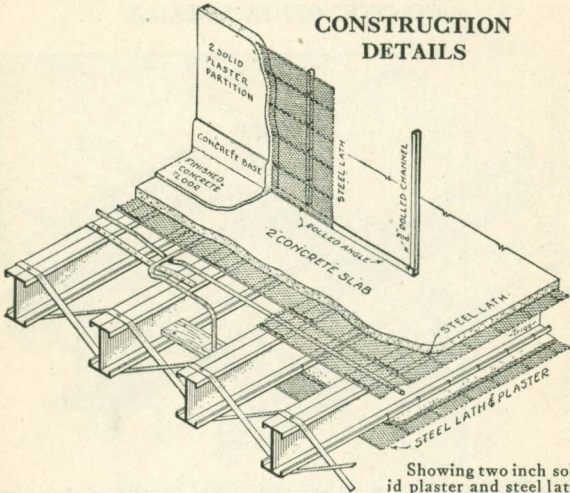 CONSTRUCTION
DETAILS
2" SOLID
PLASTER
PARTITION
CONCRETE BASE
FINISHED
CONCRETE
FLOOR
STEEL LATH
ROLLED CHANNEL
ROLLED ANGLE
2" CONCRETE SLAB
STEEL LATH
STEEL LATH & PLASTER
Showing two inch so
id plaster and steel lat